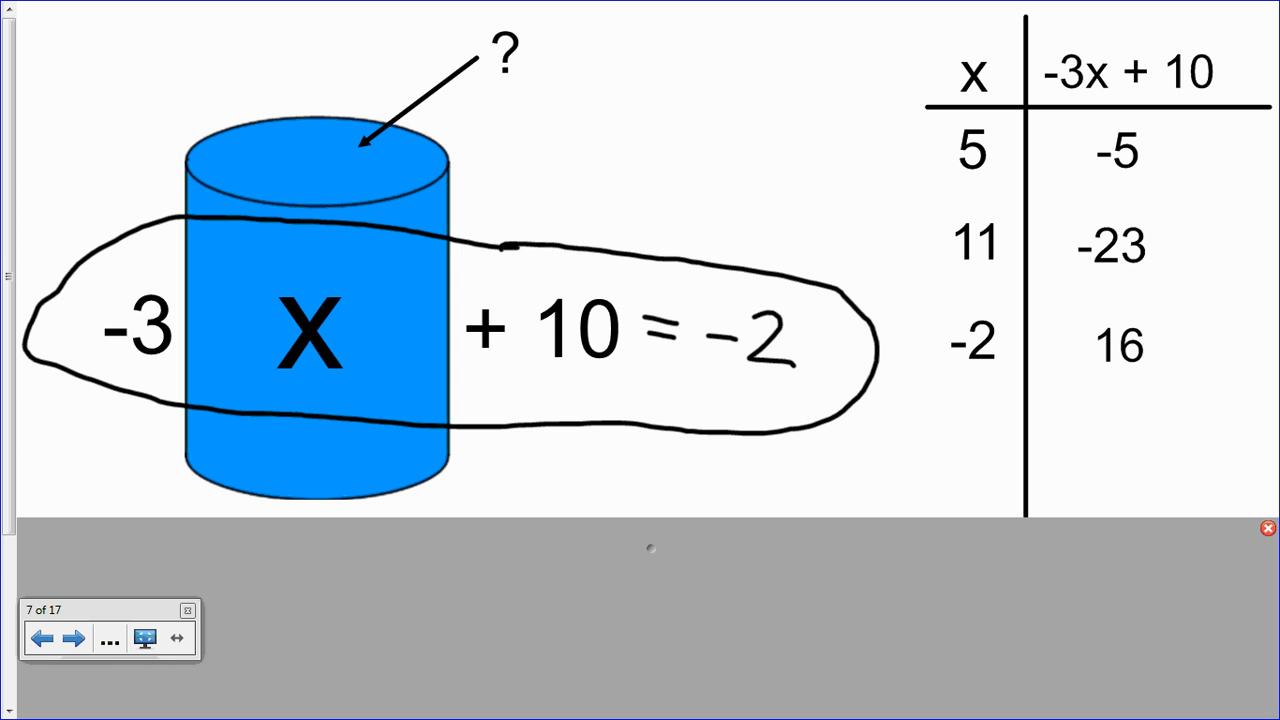 ?
-3 x + 10 = -2
x -3x + 10
5 -5
11 -23
-2 16
7 of 17
...